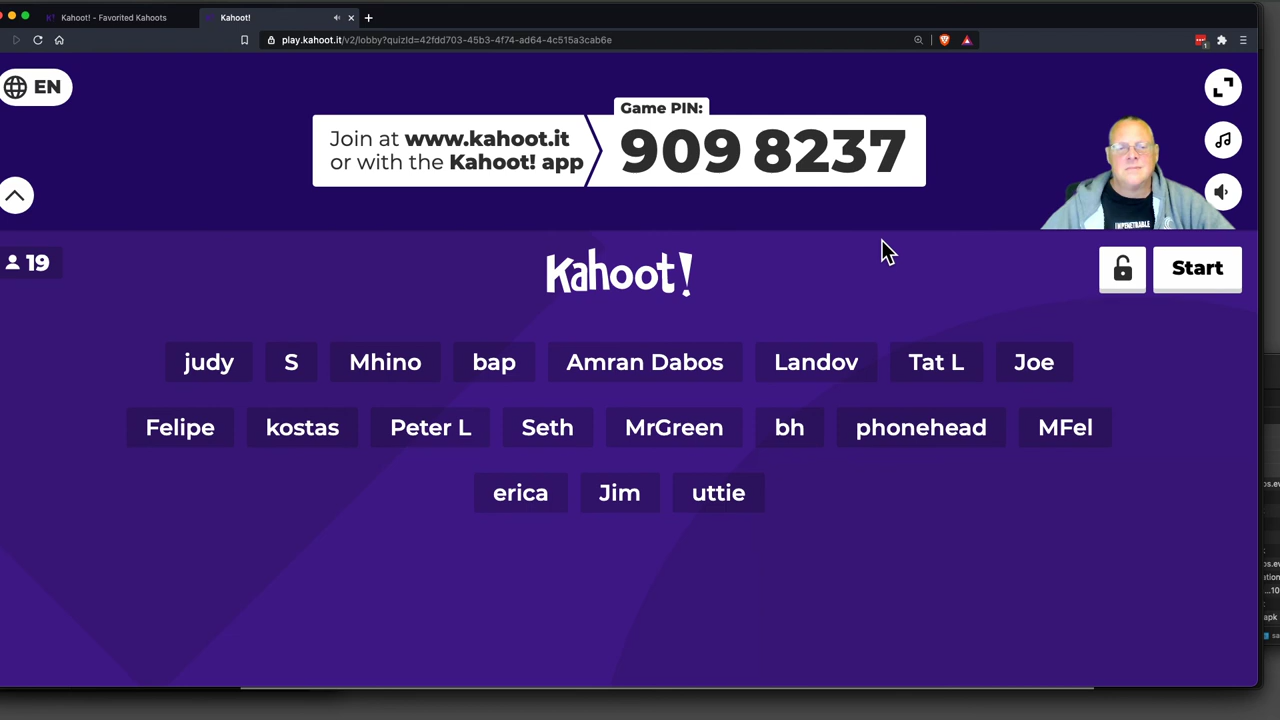 Kahoot! - Favorited Kahoots
Kahoot!
play.kahoot.it/v2/lobby?quizId=42fdd703-45b3-4f74-ad64-4c515a3cab6e
EN
Game PIN:
Join at www.kahoot.it
or with the Kahoot! app
909 8237
IMPENETRABLE
19
Kahoot!
Start
judy S Mhino bap Amran Dabos Landov Tat L Joe
Felipe kostas Peter L Seth MrGreen bh phonehead MFel
erica Jim uttie